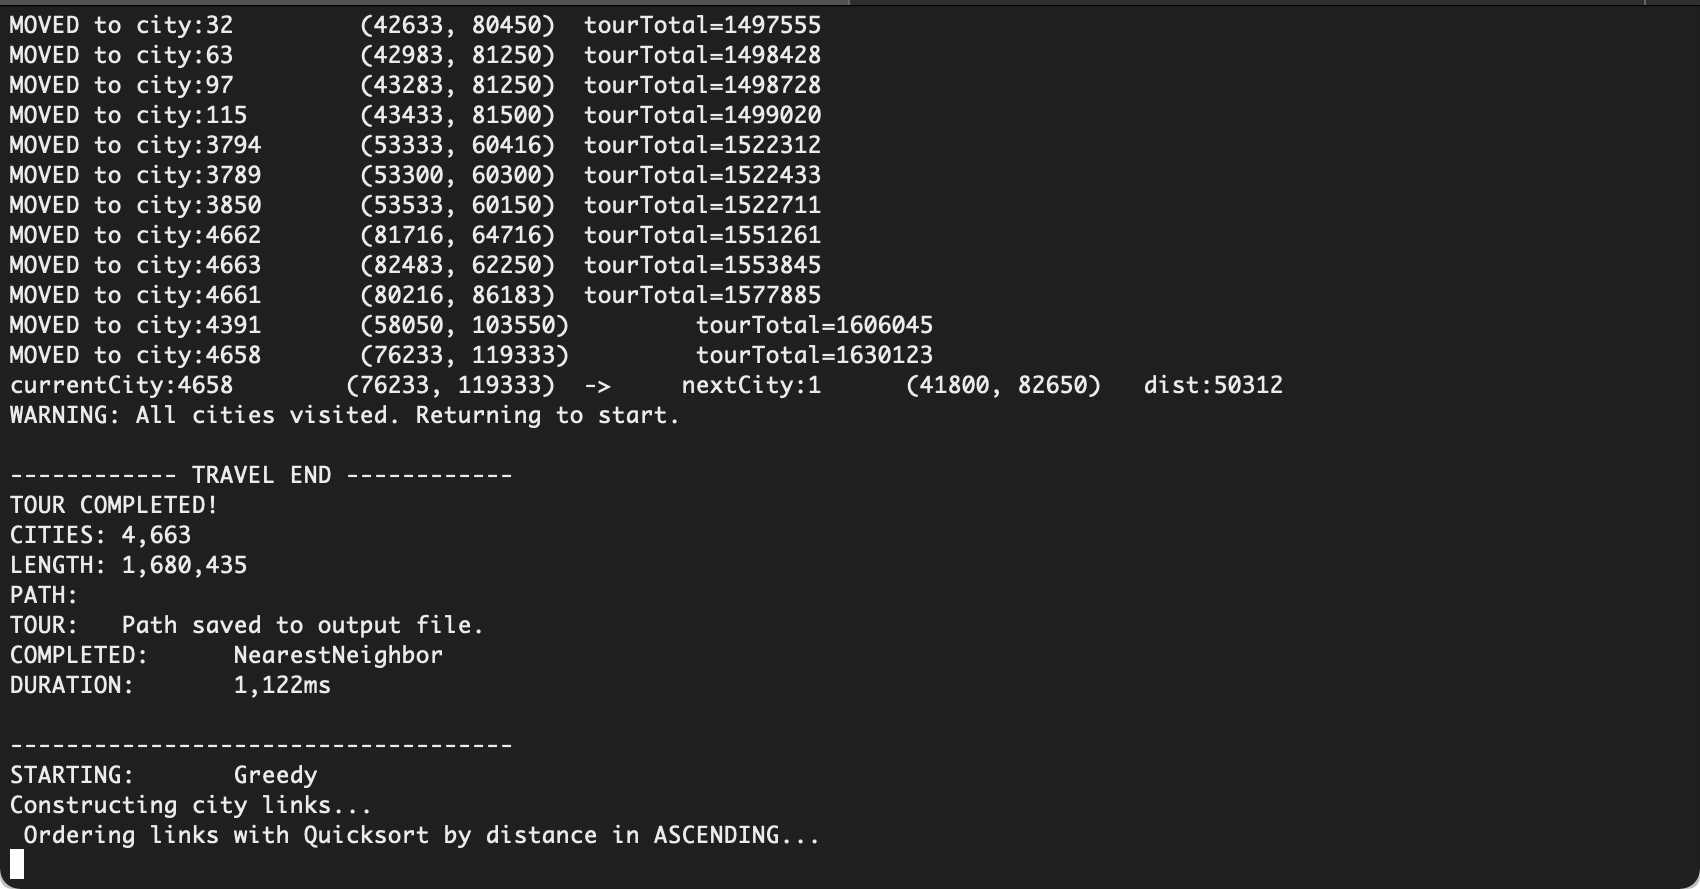 MOVED to city:32 (42633, 80450) tourTotal=1497555
MOVED to city:63 (42983, 81250) tourTotal=1498428
MOVED to city:97 (43283, 81250) tourTotal=1498728
MOVED to city:115 (43433, 81500) tourTotal=1499020
MOVED to city:3794 (53333, 60416) tourTotal=1522312
MOVED to city:3789 (53300, 60300) tourTotal=1522433
MOVED to city:3850 (53533, 60150) tourTotal=1522711
MOVED to city:4662 (81716, 64716) tourTotal=1551261
MOVED to city:4663 (82483, 62250) tourTotal=1553845
MOVED to city:4661 (80216, 86183) tourTotal=1577885
MOVED to city:4391 (58050, 103550) tourTotal=1606045
MOVED to city:4658 (76233, 119333) tourTotal=1630123
currentCity:4658 (76233, 119333) -> nextCity:1 (41800, 82650) dist:50312
WARNING: All cities visited. Returning to start.
------------ TRAVEL END ------------
TOUR COMPLETED!
CITIES: 4,663
LENGTH: 1,680,435
PATH:
TOUR: Path saved to output file.
COMPLETED: NearestNeighbor
DURATION: 1,122ms
------------------------------------
STARTING: Greedy
Constructing city links...
Ordering links with Quicksort by distance in ASCENDING...